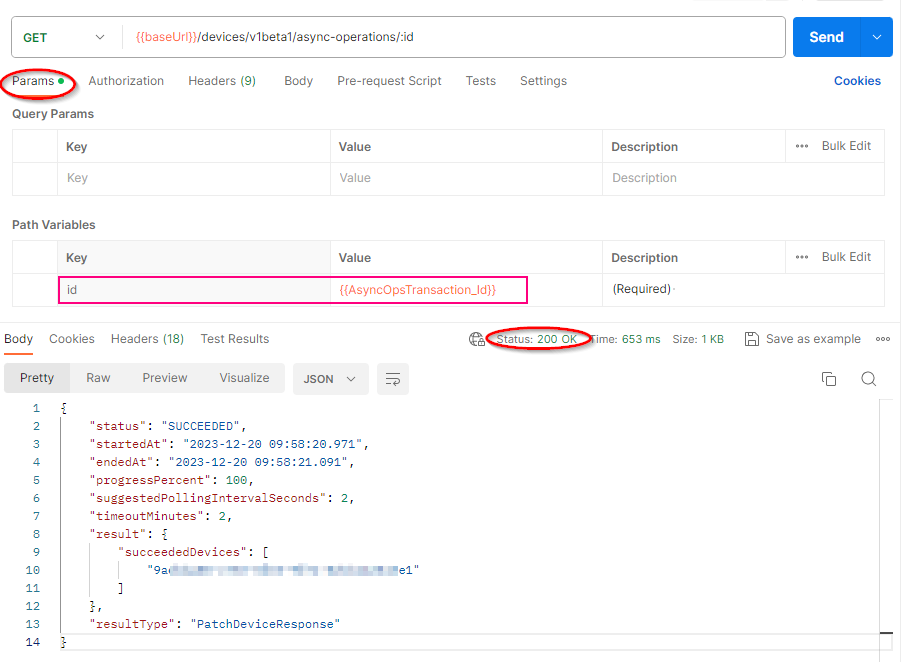 GET {{baseUrl}}/devices/v1beta1/async-operations/:id Send
Params Authorization Headers (9) Body Pre-request Script Tests Settings Cookies
Query Params
Key Value Description ••• Bulk Edit
Key Value Description
Path Variables
Key Value Description ••• Bulk Edit
id {{AsyncOpsTransaction_Id}} (Required)
Body Cookies Headers (18) Test Results Status: 200 OK Time: 653 ms Size: 1 KB Save as example •••
Pretty Raw Preview Visualize JSON
1 {
2 "status": "SUCCEEDED",
3 "startedAt": "2023-12-20 09:58:20.971",
4 "endedAt": "2023-12-20 09:58:21.091",
5 "progressPercent": 100,
6 "suggestedPollingIntervalSeconds": 2,
7 "timeoutMinutes": 2,
8 "result": {
9 "succeededDevices": [
10 "9a e1"
11 ]
12 },
13 "resultType": "PatchDeviceResponse"
14 }